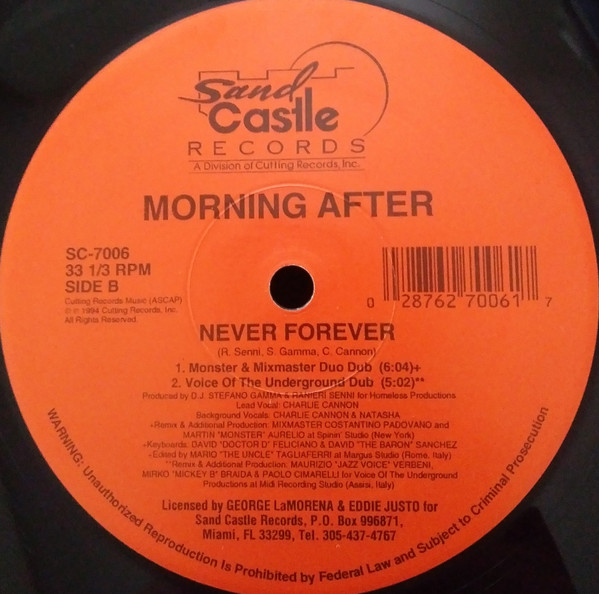 Sand
Castle
RECORDS
A Division of Cutting Records, Inc.
MORNING AFTER
SC-7006
33 1/3 RPM
SIDE B
Cutting Records Music (ASCAP)
© ℗ 1994 Cutting Records, Inc.
All Rights Reserved.
0 28762 70061 7
NEVER FOREVER
(R. Senni, S. Gamma, C. Cannon)
1. Monster & Mixmaster Duo Dub (6:04)+
2. Voice Of The Underground Dub (5:02)**
Produced by D.J. STEFANO GAMMA & RANIERI SENNI for Homeless Productions
Lead Vocal: CHARLIE CANNON
Background Vocals: CHARLIE CANNON & NATASHA
+Remix & Additional Production: MIXMASTER COSTANTINO PADOVANO and
MARTIN "MONSTER" AURELIO at Spinin' Studio (New York)
+Keyboards: DAVID "DOCTOR D" FELICIANO & DAVID "THE BARON" SANCHEZ
+Edited by MARIO "THE UNCLE" TAGLIAFERRI at Margus Studio (Rome, Italy)
**Remix & Additional Production: MAURIZIO "JAZZ VOICE" VERBENI,
MIRKO "MICKEY B" BRAIDA & PAOLO CIMARELLI for Voice Of The Underground
Productions at Midi Recording Studio (Assisi, Italy)
Licensed by GEORGE LaMORENA & EDDIE JUSTO for
Sand Castle Records, P.O. Box 996871,
Miami, FL 33299, Tel. 305-437-4767
WARNING: Unauthorized Reproduction Is Prohibited by Federal Law and Subject to Criminal Prosecution